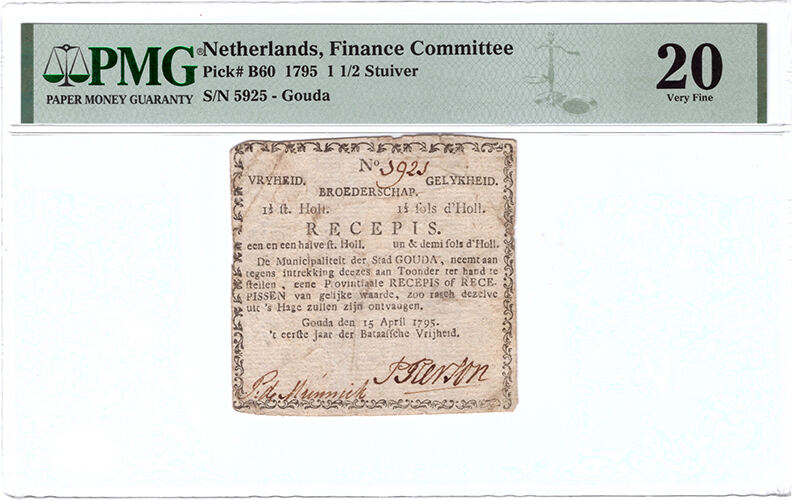 PMG®
PAPER MONEY GUARANTY
Netherlands, Finance Committee
Pick# B60 1795 1 1/2 Stuiver
S/N 5925 - Gouda
20
Very Fine
No. 5925
VRYHEID. GELYKHEID.
BROEDERSCHAP.
1½ ſt. Holl. 1½ ſols d'Holl.
RECEPIS.
een en een halve ſt. Holl. un & demi ſols d'Holl.
De Municipaliteit der Stad GOUDA, neemt aan
tegens intrekking deezes aan Toonder ter hand te
ſtellen, eene Provintiaale RECEPIS of RECE-
PISSEN van gelijke waarde, zoo raſch dezelve
uit 's Hage zullen zijn ontvangen.
Gouda den 15 April 1795.
't eerſte Jaar der Bataafſche Vrijheid.